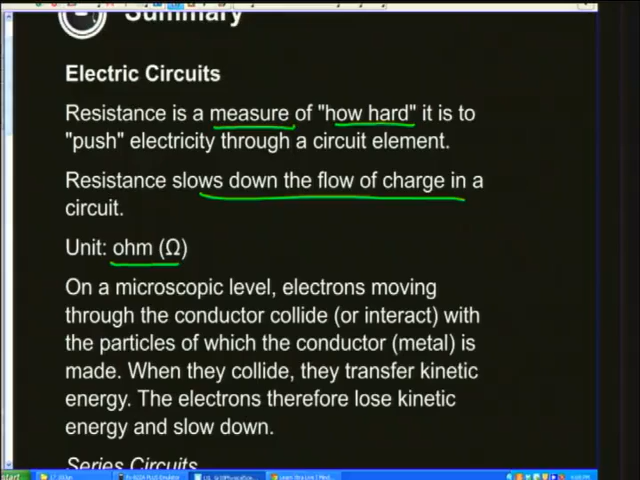 Summary
Electric Circuits
Resistance is a measure of "how hard" it is to
"push" electricity through a circuit element.
Resistance slows down the flow of charge in a
circuit.
Unit: ohm (Ω)
On a microscopic level, electrons moving
through the conductor collide (or interact) with
the particles of which the conductor (metal) is
made. When they collide, they transfer kinetic
energy. The electrons therefore lose kinetic
energy and slow down.
Series Circuits
start